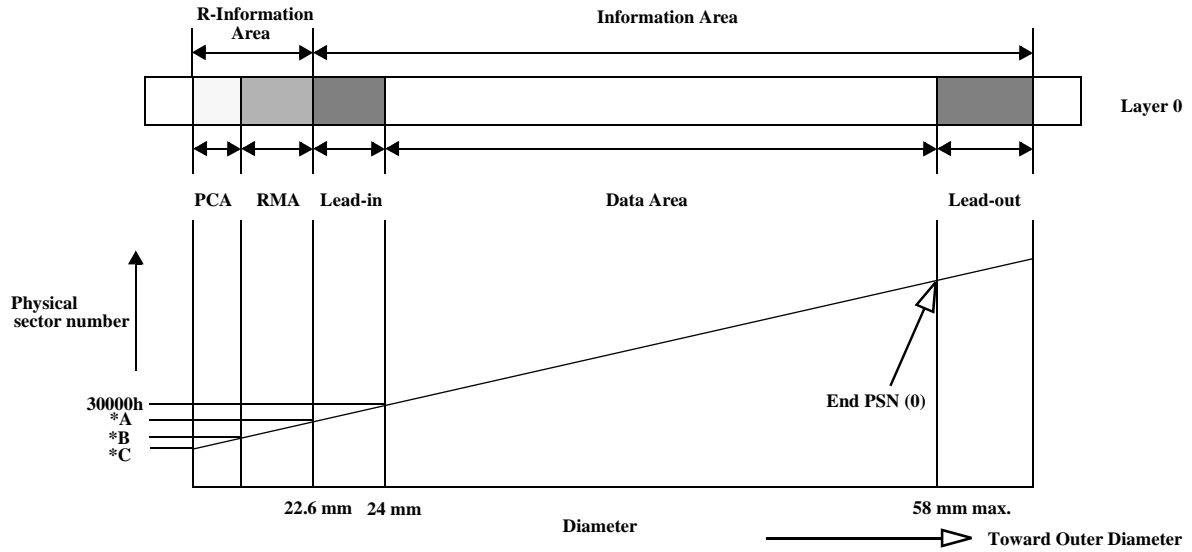 R-Information
Area
Information Area
Layer 0
PCA
RMA
Lead-in
Data Area
Lead-out
Physical
sector number
30000h
*A
*B
*C
End PSN (0)
22.6 mm
24 mm
58 mm max.
Diameter
Toward Outer Diameter